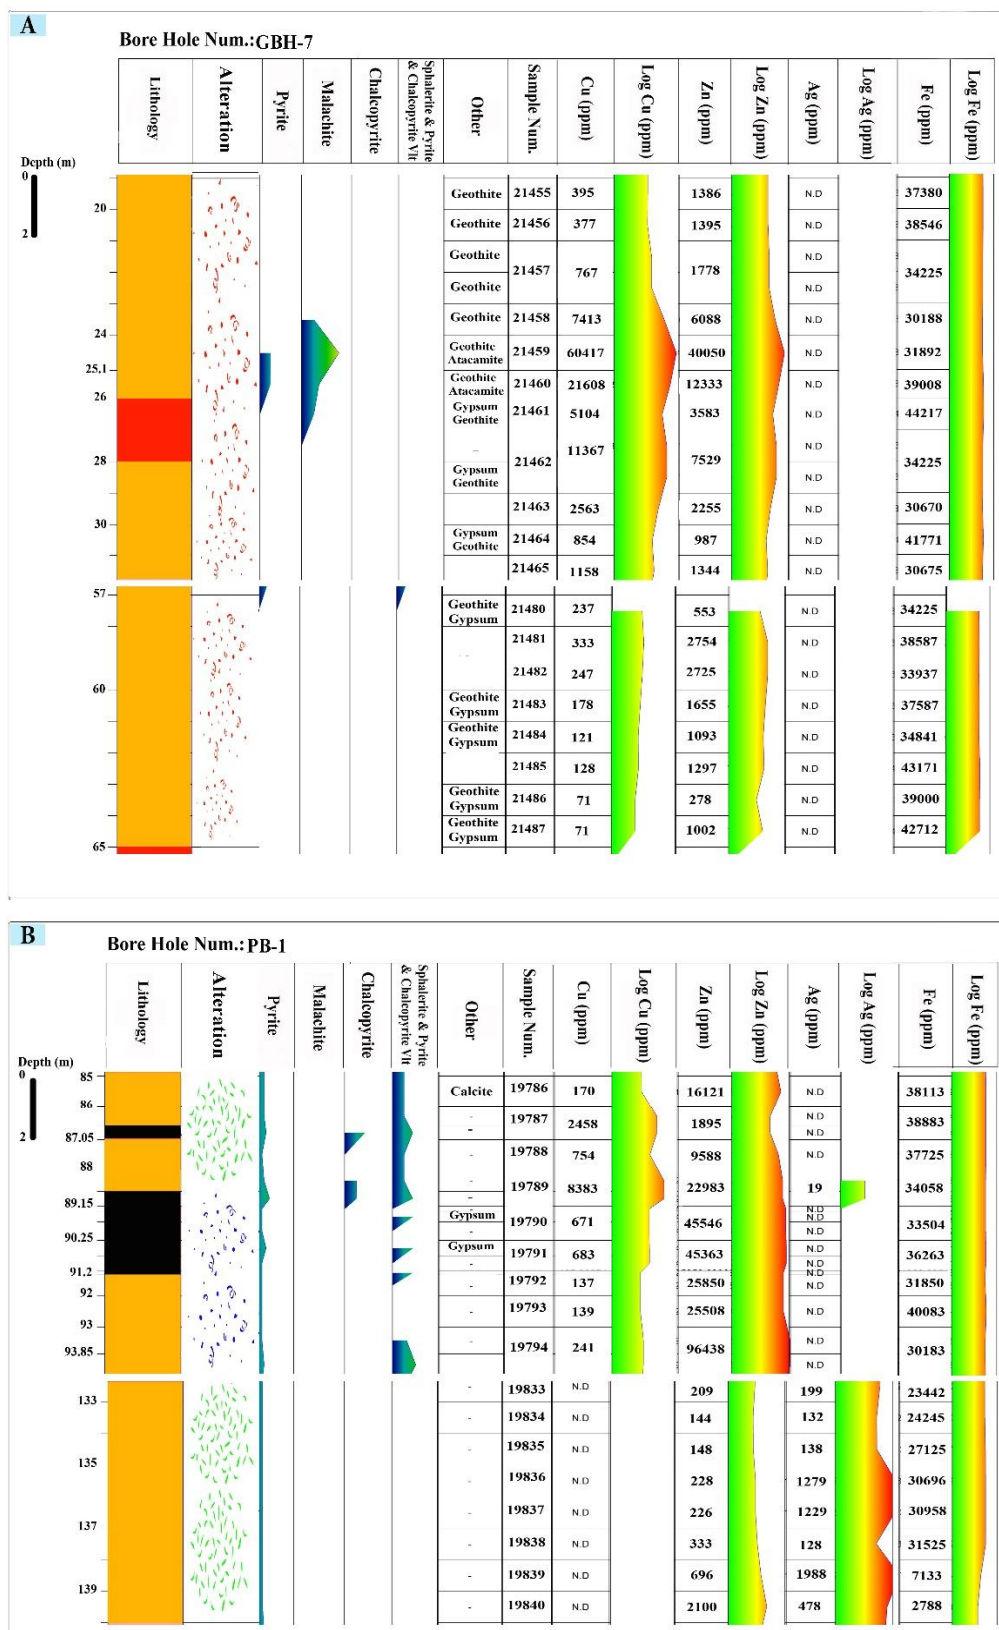 A
Bore Hole Num.:GBH-7
Lithology Alteration Pyrite Malachite Chalcopyrite Sphalerite & Pyrite & Chalcopyrite Vlt Other Sample Num. Cu (ppm) Log Cu (ppm) Zn (ppm) Log Zn (ppm) Ag (ppm) Log Ag (ppm) Fe (ppm) Log Fe (ppm)
Depth (m)
0
2
20
24
25,1
26
28
30
57
60
65
Geothite 21455 395 1386 N.D 37380
Geothite 21456 377 1395 N.D 38546
Geothite N.D
21457 767 1778 34225
Geothite N.D
Geothite 21458 7413 6088 N.D 30188
Geothite
Atacamite 21459 60417 40050 N.D 31892
Geothite
Atacamite 21460 21608 12333 N.D 39008
Gypsum
Geothite 21461 5104 3583 N.D 44217
- 11367 N.D
21462 7529 34225
Gypsum
Geothite N.D
21463 2563 2255 N.D 30670
Gypsum
Geothite 21464 854 987 N.D 41771
21465 1158 1344 N.D 30675
Geothite
Gypsum 21480 237 553 N.D 34225
21481 333 2754 N.D 38587
21482 247 2725 N.D 33937
Geothite
Gypsum 21483 178 1655 N.D 37587
Geothite
Gypsum 21484 121 1093 N.D 34841
21485 128 1297 N.D 43171
Geothite
Gypsum 21486 71 278 N.D 39000
Geothite
Gypsum 21487 71 1002 N.D 42712
B
Bore Hole Num.:PB-1
Lithology Alteration Pyrite Malachite Chalcopyrite Sphalerite & Pyrite & Chalcopyrite Vlt Other Sample Num. Cu (ppm) Log Cu (ppm) Zn (ppm) Log Zn (ppm) Ag (ppm) Log Ag (ppm) Fe (ppm) Log Fe (ppm)
Depth (m)
0
2
85
86
87.05
88
89.15
90.25
91.2
92
93
93,85
133
135
137
139
Calcite 19786 170 16121 N.D 38113
- 19787 2458 1895 N.D 38883
- N.D
- 19788 754 9588 N.D 37725
- 19789 8383 22983 19 34058
-
Gypsum 19790 671 45546 N.D N.D 33504
- N.D
Gypsum 19791 683 45363 N.D 36263
- N.D
- 19792 137 25850 N.D N.D 31850
- 19793 139 25508 N.D 40083
- 19794 241 96438 N.D 30183
- N.D
- 19833 N.D 209 199 23442
- 19834 N.D 144 132 24245
- 19835 N.D 148 138 27125
- 19836 N.D 228 1279 30696
- 19837 N.D 226 1229 30958
- 19838 N.D 333 128 31525
- 19839 N.D 696 1988 7133
- 19840 N.D 2100 478 2788